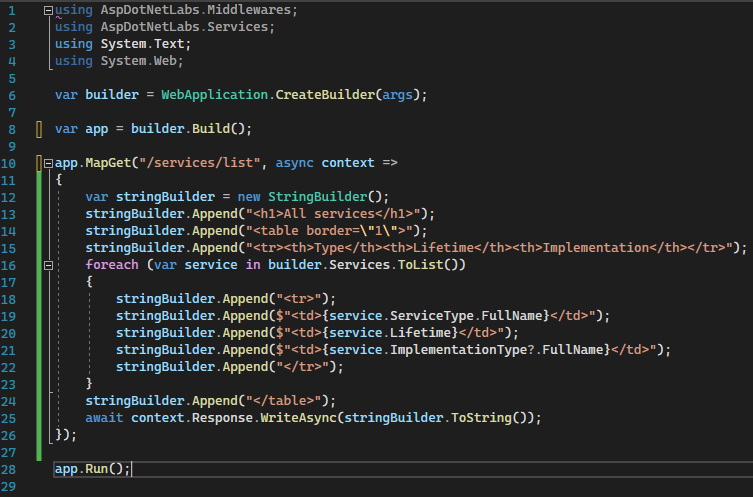 1 using AspDotNetLabs.Middlewares;
2 using AspDotNetLabs.Services;
3 using System.Text;
4 using System.Web;
5
6 var builder = WebApplication.CreateBuilder(args);
7
8 var app = builder.Build();
9
10 app.MapGet("/services/list", async context =>
11 {
12     var stringBuilder = new StringBuilder();
13     stringBuilder.Append("<h1>All services</h1>");
14     stringBuilder.Append("<table border=\"1\">");
15     stringBuilder.Append("<tr><th>Type</th><th>Lifetime</th><th>Implementation</th></tr>");
16     foreach (var service in builder.Services.ToList())
17     {
18         stringBuilder.Append("<tr>");
19         stringBuilder.Append($"<td>{service.ServiceType.FullName}</td>");
20         stringBuilder.Append($"<td>{service.Lifetime}</td>");
21         stringBuilder.Append($"<td>{service.ImplementationType?.FullName}</td>");
22         stringBuilder.Append("</tr>");
23     }
24     stringBuilder.Append("</table>");
25     await context.Response.WriteAsync(stringBuilder.ToString());
26 });
27
28 app.Run();
29